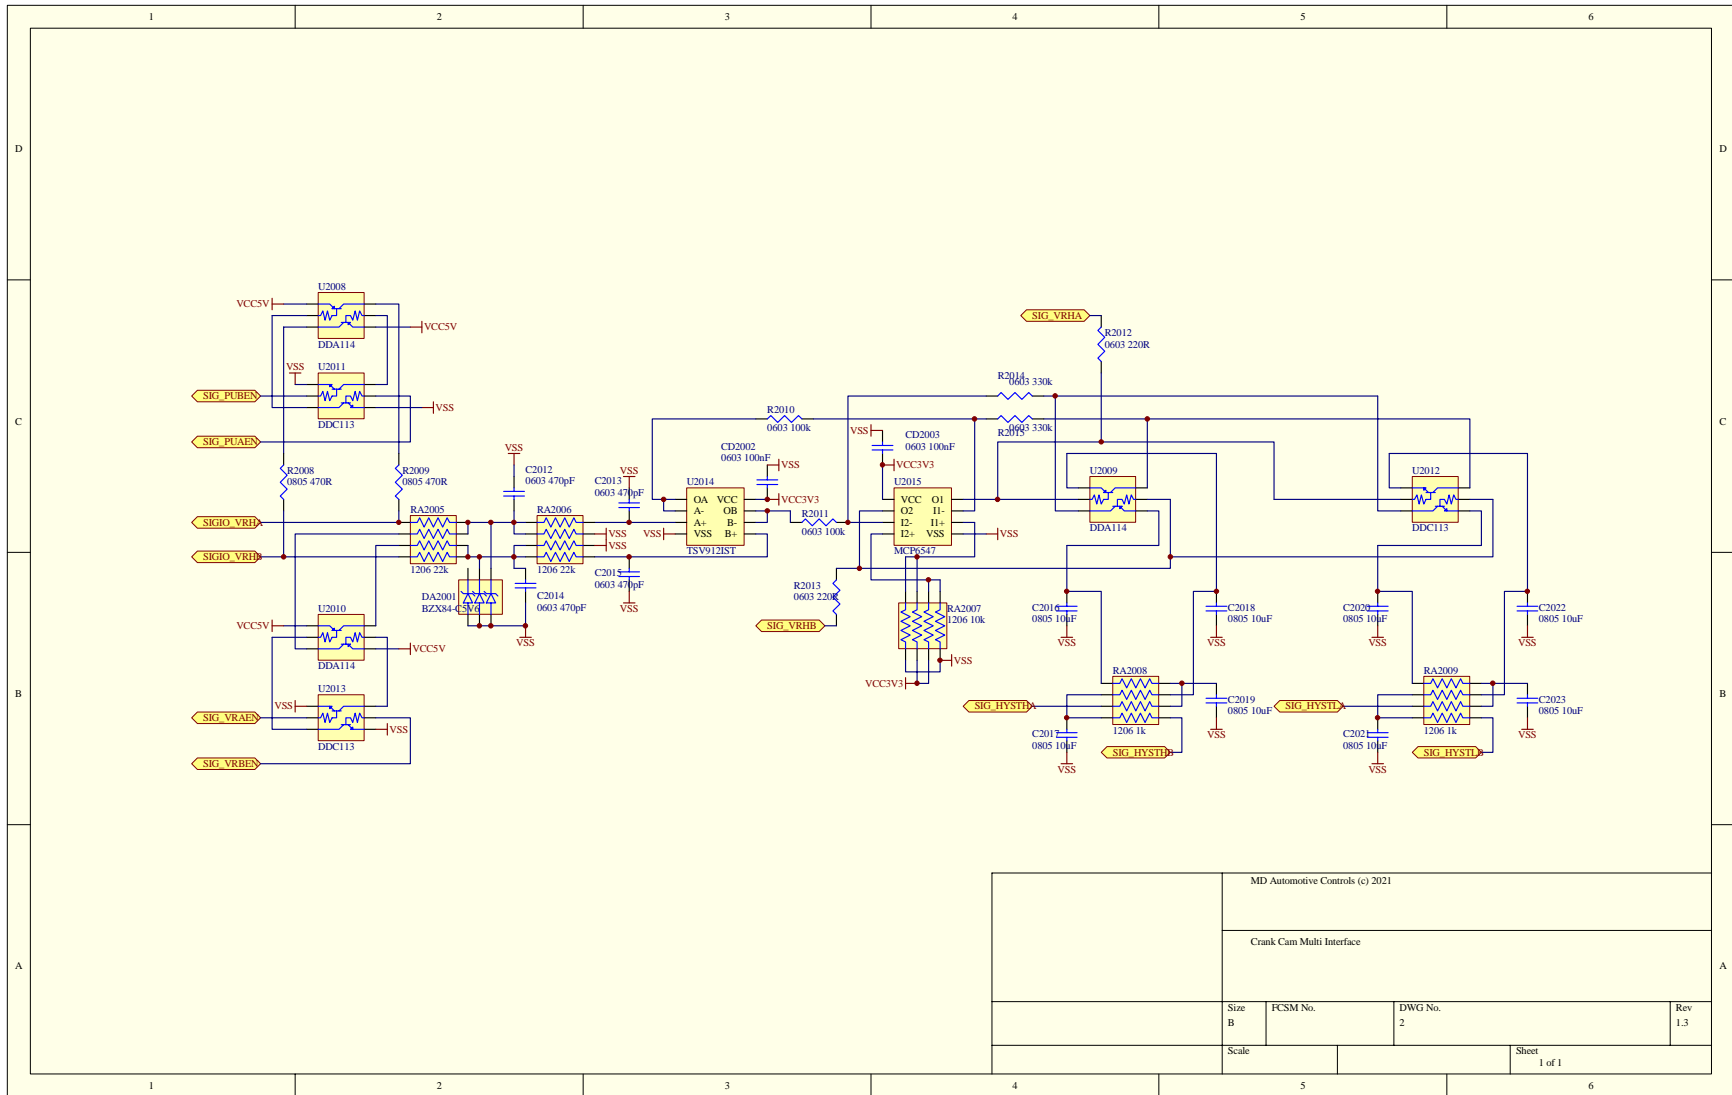 1 2 3 4 5 6
D D
U2008
VCC5V
VCC5V
DDA114
U2011
VSS
SIG_PUBEN
VSS
DDC113
SIG_PUAEN
R2008
0805 470R
R2009
0805 470R
SIGIO_VRHA
SIGIO_VRHB
RA2005
1206 22k
VSS
C2012
0603 470pF
RA2006
1206 22k
VSS
VSS
VSS
C2013
0603 470pF
C2015
0603 470pF
VSS
DA2001
BZX84-C5V6
C2014
0603 470pF
VSS
U2010
VCC5V
VCC5V
DDA114
U2013
VSS
SIG_VRAEN
VSS
DDC113
SIG_VRBEN
R2010
0603 100k
CD2002
0603 100nF
VSS
VCC3V3
U2014
OA VCC
A- OB
A+ B-
VSS B+
VSS
TSV912IST
R2011
0603 100k
VSS
CD2003
0603 100nF
VCC3V3
U2015
VCC O1
O2 I1-
I2- I1+
I2+ VSS
VSS
MCP6547
R2013
0603 220R
SIG_VRHB
RA2007
1206 10k
VSS
VCC3V3
SIG_VRHA
R2012
0603 220R
R2014
0603 330k
R2015
0603 330k
U2009
DDA114
U2012
DDC113
C2016
0805 10uF
VSS
C2018
0805 10uF
VSS
C2020
0805 10uF
VSS
C2022
0805 10uF
VSS
RA2008
1206 1k
SIG_HYSTHA
C2017
0805 10uF
VSS
SIG_HYSTHB
C2019
0805 10uF
VSS
RA2009
1206 1k
SIG_HYSTLA
C2021
0805 10uF
VSS
SIG_HYSTLB
C2023
0805 10uF
VSS
C C
B B
A A
MD Automotive Controls (c) 2021
Crank Cam Multi Interface
Size FCSM No. DWG No. Rev
B 2 1.3
Scale Sheet
1 of 1
1 2 3 4 5 6